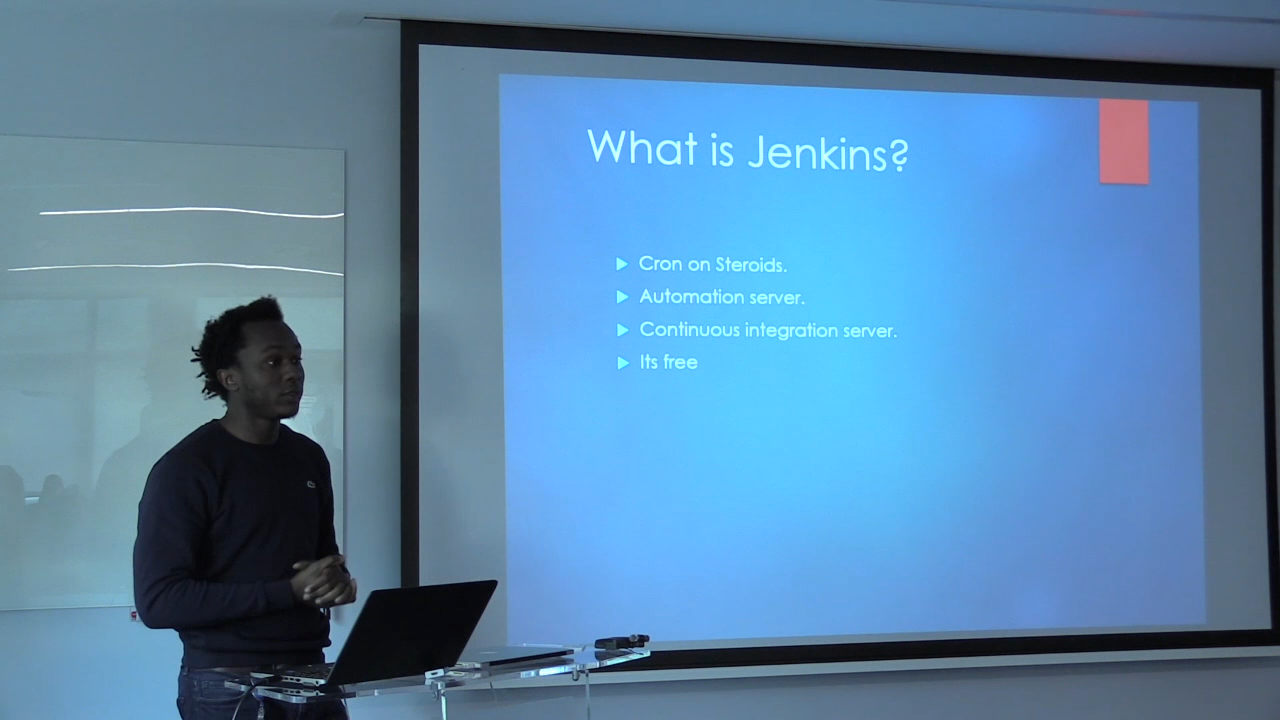 What is Jenkins?
Cron on Steroids.
Automation server.
Continuous integration server.
Its free